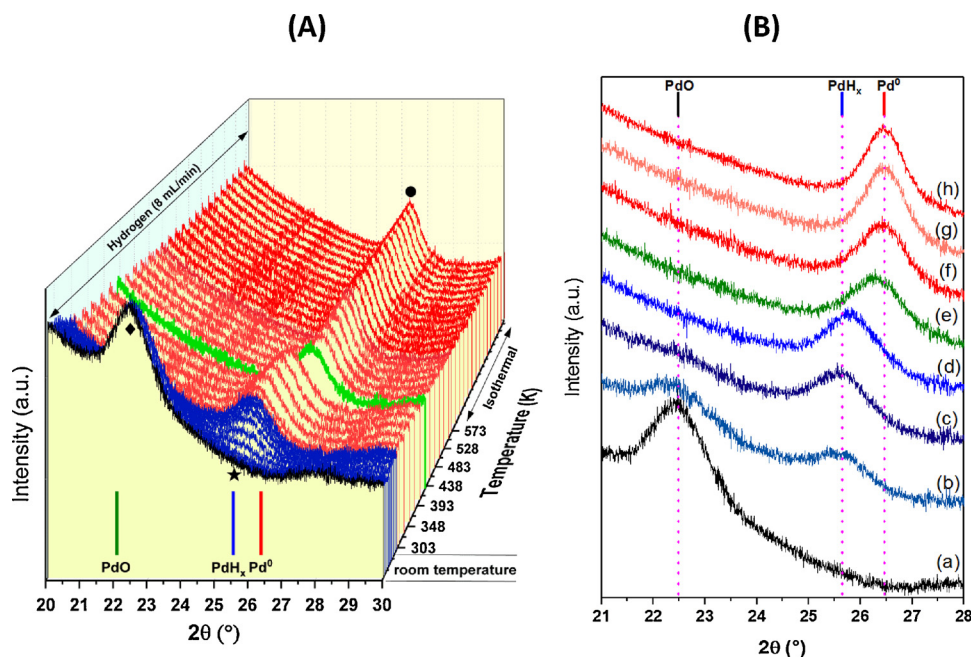 (A)
Hydrogen (8 mL/min)
Intensity (a.u.)
PdO
PdHx
Pd0
20 21 22 23 24 25 26 27 28 29 30
2θ (°)
room temperature
303
348
393
438
483
528
573
Temperature (K)
Isothermal
(B)
PdO
PdHx
Pd0
Intensity (a.u.)
(h)
(g)
(f)
(e)
(d)
(c)
(b)
(a)
21 22 23 24 25 26 27 28
2θ (°)